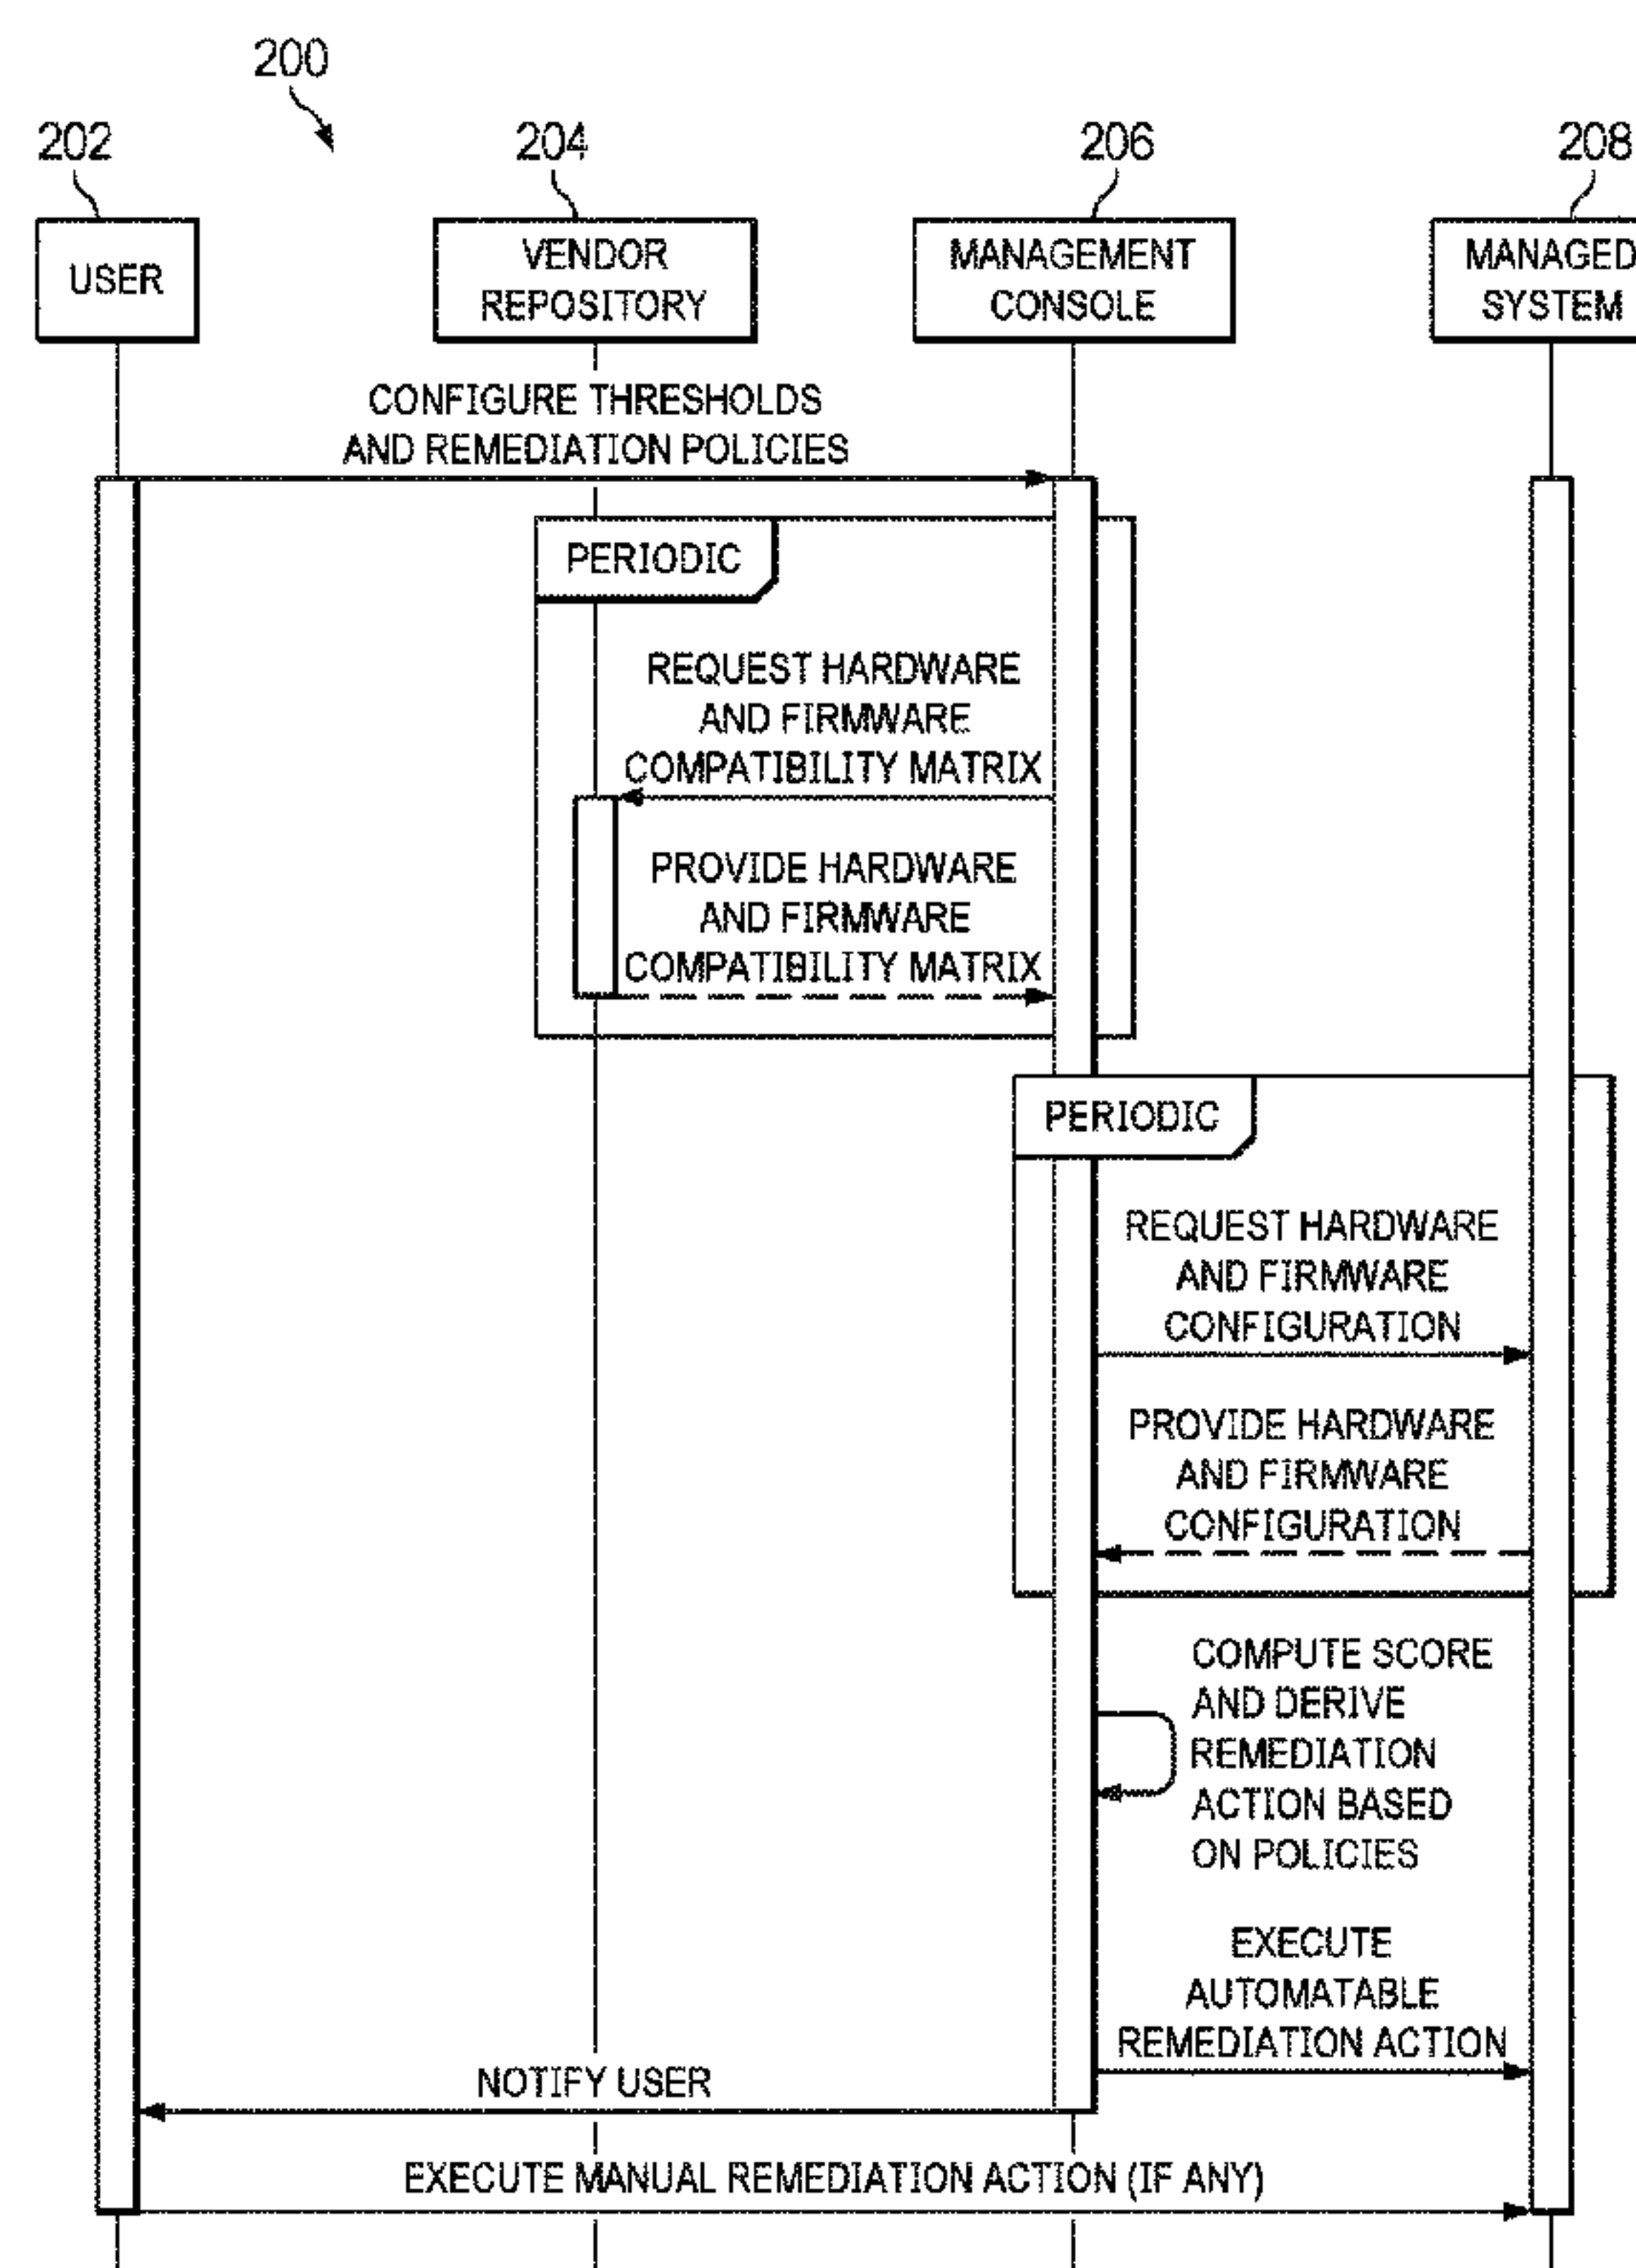 200
202
204
206
208
USER
VENDOR
REPOSITORY
MANAGEMENT
CONSOLE
MANAGED
SYSTEM
CONFIGURE THRESHOLDS
AND REMEDIATION POLICIES
PERIODIC
REQUEST HARDWARE
AND FIRMWARE
COMPATIBILITY MATRIX
PROVIDE HARDWARE
AND FIRMWARE
COMPATIBILITY MATRIX
PERIODIC
REQUEST HARDWARE
AND FIRMWARE
CONFIGURATION
PROVIDE HARDWARE
AND FIRMWARE
CONFIGURATION
COMPUTE SCORE
AND DERIVE
REMEDIATION
ACTION BASED
ON POLICIES
EXECUTE
AUTOMATABLE
REMEDIATION ACTION
NOTIFY USER
EXECUTE MANUAL REMEDIATION ACTION (IF ANY)